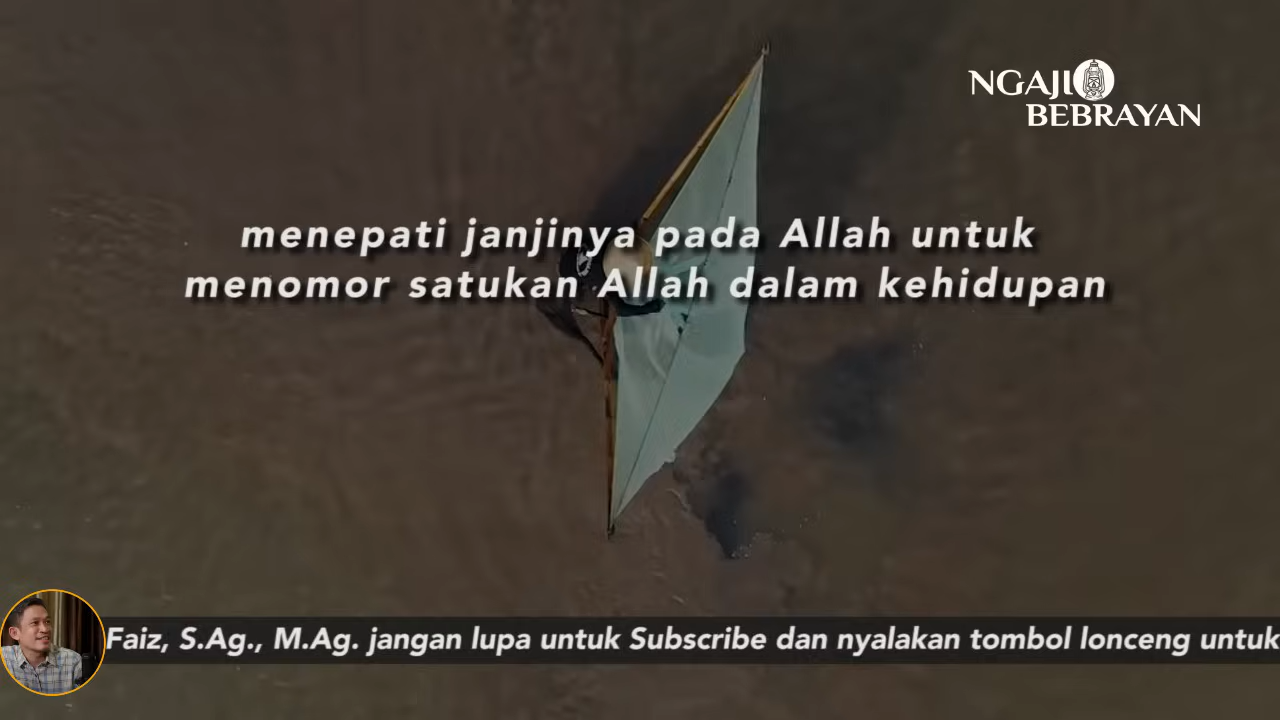 NGAJI
BEBRAYAN
menepati janjinya pada Allah untuk
menomor satukan Allah dalam kehidupan
Faiz, S.Ag., M.Ag. jangan lupa untuk Subscribe dan nyalakan tombol lonceng untuk